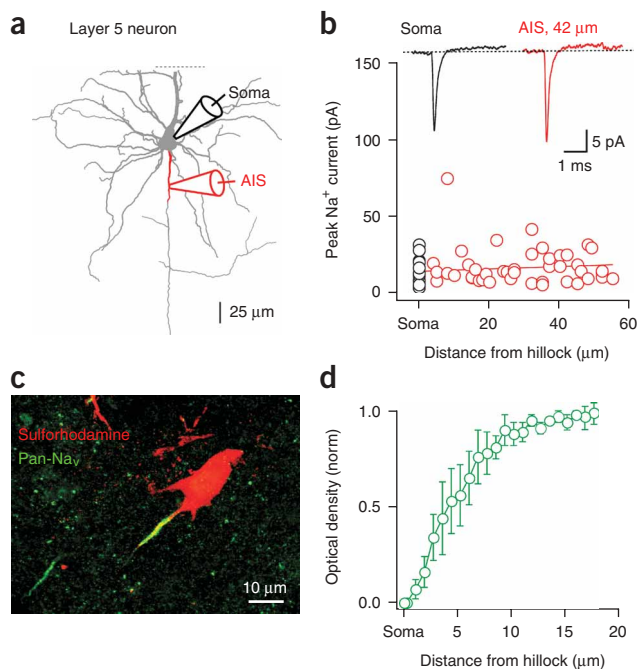 a
Layer 5 neuron
Soma
AIS
25 μm
b
Soma
AIS, 42 μm
5 pA
1 ms
Peak Na⁺ current (pA)
150
100
50
0
Soma
20
40
60
Distance from hillock (μm)
c
Sulforhodamine
Pan-Naᵥ
10 μm
d
Optical density (norm)
1.0
0.5
0.0
Soma
5
10
15
20
Distance from hillock (μm)